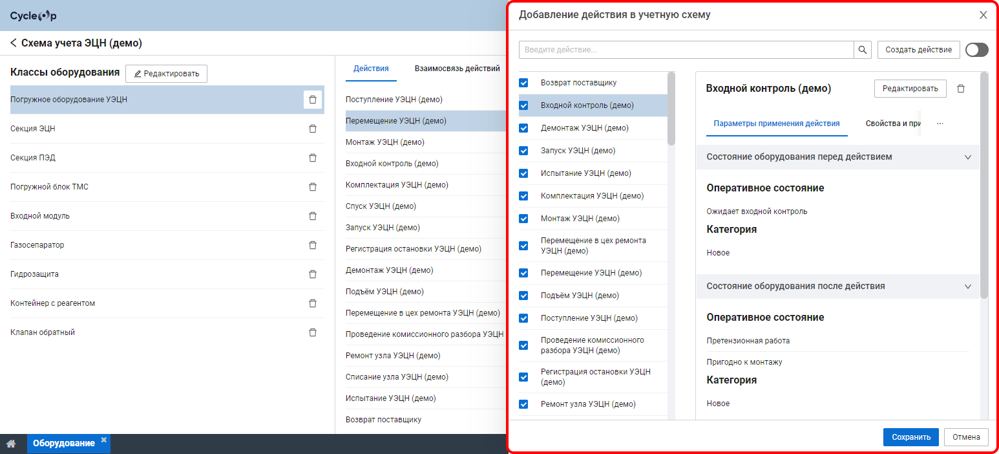 CycleOp
Схема учета ЭЦН (демо)
Классы оборудования
Редактировать
Погружное оборудование УЭЦН
Секция ЭЦН
Секция ПЭД
Погружной блок ТМС
Входной модуль
Газосепаратор
Гидрозащита
Контейнер с реагентом
Клапан обратный
Действия
Взаимосвязь действий
Поступление УЭЦН (демо)
Перемещение УЭЦН (демо)
Монтаж УЭЦН (демо)
Входной контроль (демо)
Комплектация УЭЦН (демо)
Спуск УЭЦН (демо)
Запуск УЭЦН (демо)
Регистрация остановки УЭЦН (демо)
Демонтаж УЭЦН (демо)
Подъём УЭЦН (демо)
Перемещение в цех ремонта УЭЦН (демо)
Проведение комиссионного разбора УЭЦН
Ремонт узла УЭЦН (демо)
Списание узла УЭЦН (демо)
Испытание УЭЦН (демо)
Возврат поставщику
Оборудование
Добавление действия в учетную схему
Введите действие...
Создать действие
Возврат поставщику
Входной контроль (демо)
Демонтаж УЭЦН (демо)
Запуск УЭЦН (демо)
Испытание УЭЦН (демо)
Комплектация УЭЦН (демо)
Монтаж УЭЦН (демо)
Перемещение в цех ремонта
УЭЦН (демо)
Перемещение УЭЦН (демо)
Подъём УЭЦН (демо)
Поступление УЭЦН (демо)
Проведение комиссионного
разбора УЭЦН (демо)
Регистрация остановки УЭЦН
(демо)
Ремонт узла УЭЦН (демо)
Входной контроль (демо)
Редактировать
Параметры применения действия
Свойства и при
...
Состояние оборудования перед действием
Оперативное состояние
Ожидает входной контроль
Категория
Новое
Состояние оборудования после действия
Оперативное состояние
Претензионная работа
Пригодно к монтажу
Категория
Новое
Сохранить
Отмена